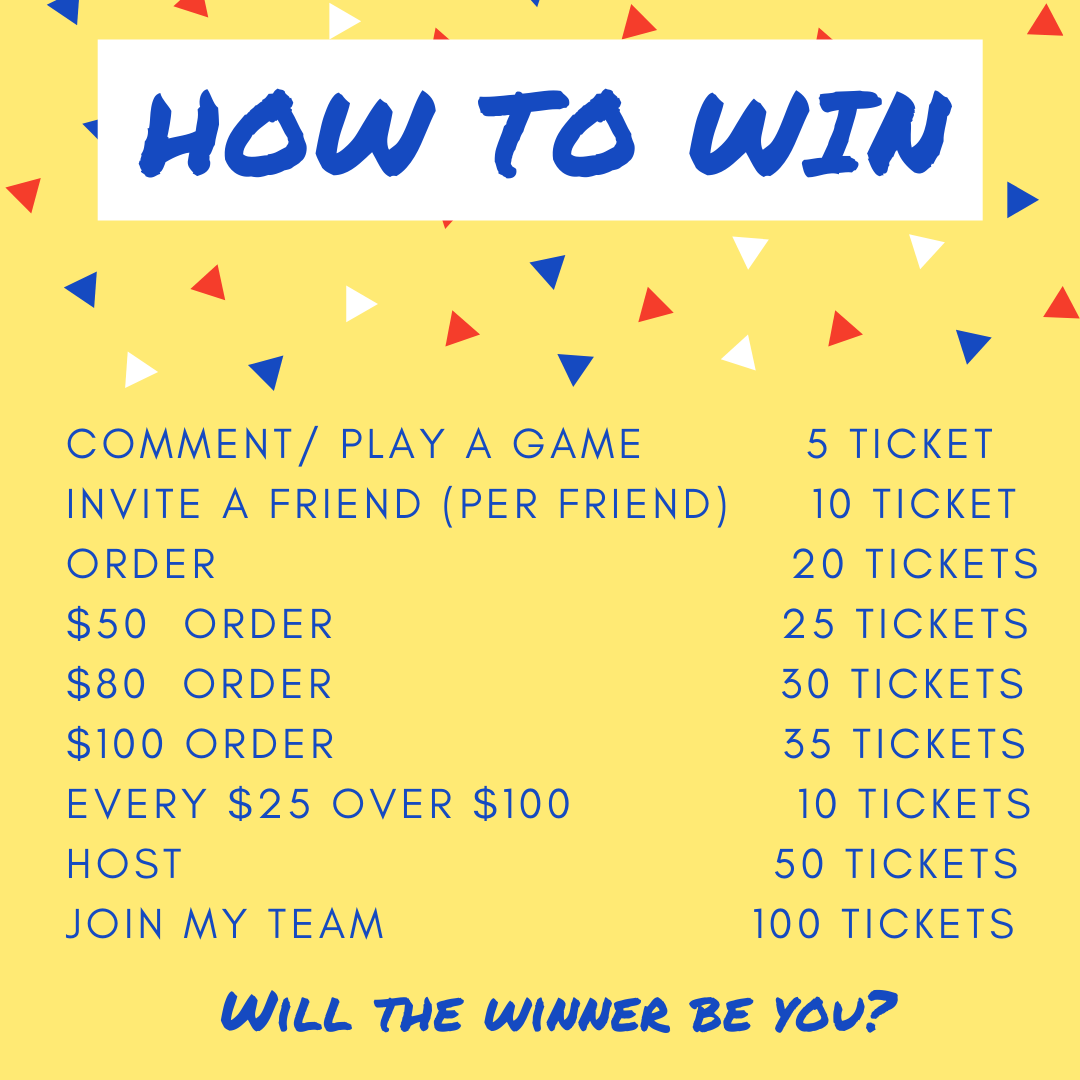 HOW TO WIN
COMMENT/ PLAY A GAME 5 TICKET
INVITE A FRIEND (PER FRIEND) 10 TICKET
ORDER 20 TICKETS
$50 ORDER 25 TICKETS
$80 ORDER 30 TICKETS
$100 ORDER 35 TICKETS
EVERY $25 OVER $100 10 TICKETS
HOST 50 TICKETS
JOIN MY TEAM 100 TICKETS
WILL THE WINNER BE YOU?